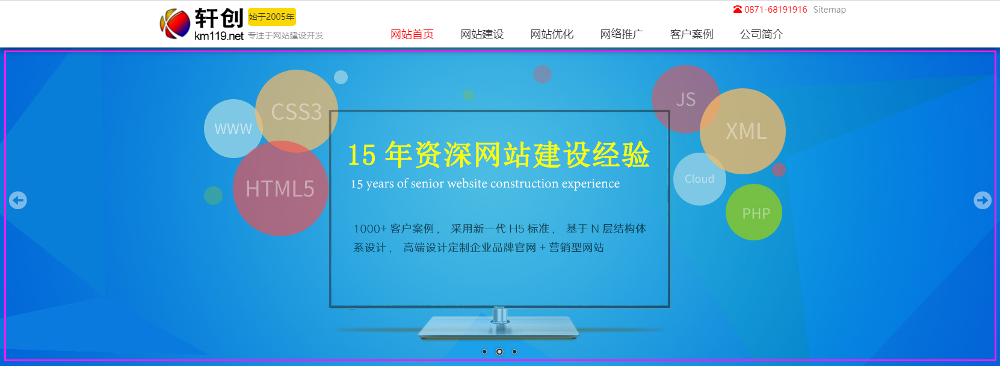 轩创
始于2005年
km119.net
专注于网站建设开发
0871-68191916 Sitemap
网站首页 网站建设 网站优化 网络推广 客户案例 公司简介
CSS3
WWW
HTML5
JS
XML
Cloud
PHP
15 年资深网站建设经验
15 years of senior website construction experience
1000+ 客户案例， 采用新一代 H5 标准， 基于 N 层结构体
系设计， 高端设计定制企业品牌官网 + 营销型网站